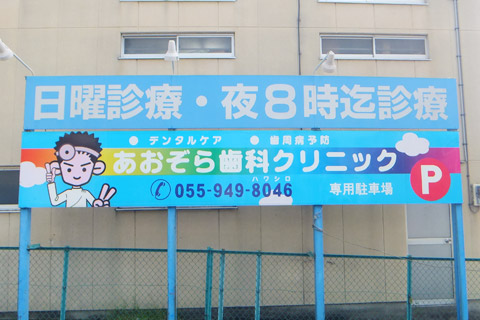 日曜診療・夜8時迄診療
● デンタルケア ● 歯周病予防
あおぞら歯科クリニック
ハワシロ
055-949-8046 専用駐車場 P